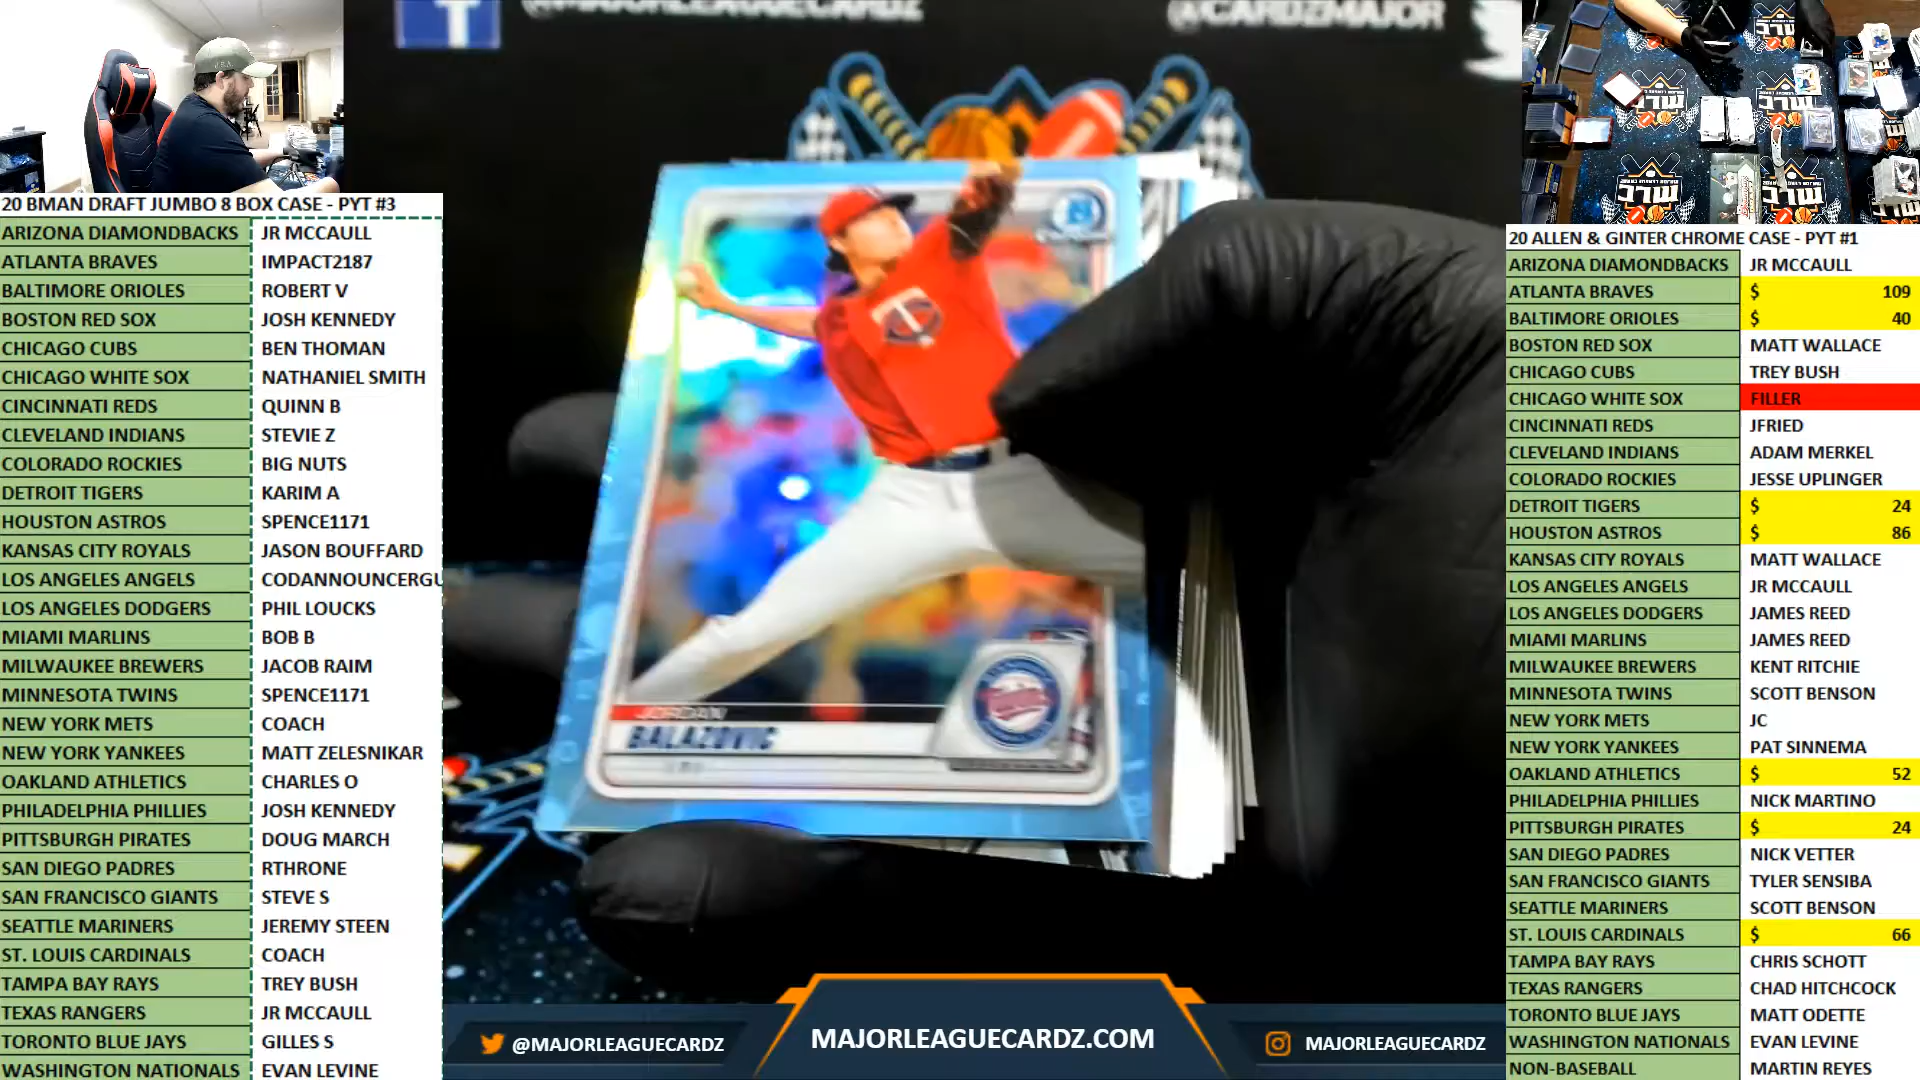 @MAJORLEAGUECARDZ
@CARDZMAJOR
20 BMAN DRAFT JUMBO 8 BOX CASE - PYT #3
ARIZONA DIAMONDBACKS JR MCCAULL
ATLANTA BRAVES IMPACT2187
BALTIMORE ORIOLES ROBERT V
BOSTON RED SOX JOSH KENNEDY
CHICAGO CUBS BEN THOMAN
CHICAGO WHITE SOX NATHANIEL SMITH
CINCINNATI REDS QUINN B
CLEVELAND INDIANS STEVIE Z
COLORADO ROCKIES BIG NUTS
DETROIT TIGERS KARIM A
HOUSTON ASTROS SPENCE1171
KANSAS CITY ROYALS JASON BOUFFARD
LOS ANGELES ANGELS CODANNOUNCERGU
LOS ANGELES DODGERS PHIL LOUCKS
MIAMI MARLINS BOB B
MILWAUKEE BREWERS JACOB RAIM
MINNESOTA TWINS SPENCE1171
NEW YORK METS COACH
NEW YORK YANKEES MATT ZELESNIKAR
OAKLAND ATHLETICS CHARLES O
PHILADELPHIA PHILLIES JOSH KENNEDY
PITTSBURGH PIRATES DOUG MARCH
SAN DIEGO PADRES RTHRONE
SAN FRANCISCO GIANTS STEVE S
SEATTLE MARINERS JEREMY STEEN
ST. LOUIS CARDINALS COACH
TAMPA BAY RAYS TREY BUSH
TEXAS RANGERS JR MCCAULL
TORONTO BLUE JAYS GILLES S
WASHINGTON NATIONALS EVAN LEVINE
JORDAN
BALAZOVIC
@MAJORLEAGUECARDZ
MAJORLEAGUECARDZ.COM
MAJORLEAGUECARDZ
20 ALLEN & GINTER CHROME CASE - PYT #1
ARIZONA DIAMONDBACKS JR MCCAULL
ATLANTA BRAVES $ 109
BALTIMORE ORIOLES $ 40
BOSTON RED SOX MATT WALLACE
CHICAGO CUBS TREY BUSH
CHICAGO WHITE SOX FILLER
CINCINNATI REDS JFRIED
CLEVELAND INDIANS ADAM MERKEL
COLORADO ROCKIES JESSE UPLINGER
DETROIT TIGERS $ 24
HOUSTON ASTROS $ 86
KANSAS CITY ROYALS MATT WALLACE
LOS ANGELES ANGELS JR MCCAULL
LOS ANGELES DODGERS JAMES REED
MIAMI MARLINS JAMES REED
MILWAUKEE BREWERS KENT RITCHIE
MINNESOTA TWINS SCOTT BENSON
NEW YORK METS JC
NEW YORK YANKEES PAT SINNEMA
OAKLAND ATHLETICS $ 52
PHILADELPHIA PHILLIES NICK MARTINO
PITTSBURGH PIRATES $ 24
SAN DIEGO PADRES NICK VETTER
SAN FRANCISCO GIANTS TYLER SENSIBA
SEATTLE MARINERS SCOTT BENSON
ST. LOUIS CARDINALS $ 66
TAMPA BAY RAYS CHRIS SCHOTT
TEXAS RANGERS CHAD HITCHCOCK
TORONTO BLUE JAYS MATT ODETTE
WASHINGTON NATIONALS EVAN LEVINE
NON-BASEBALL MARTIN REYES